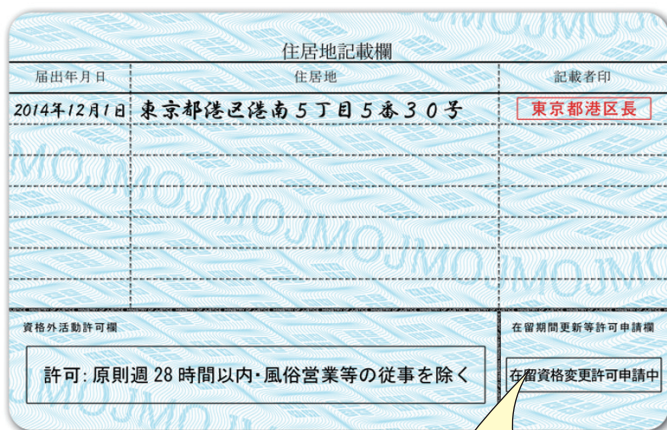 住居地記載欄
届出年月日 住居地 記載者印
2014年12月1日 東京都港区港南5丁目5番30号 東京都港区長
MOJMOJMOJMOJ
資格外活動許可欄 在留期間更新等許可申請欄
許可:原則週28時間以内・風俗営業等の従事を除く 在留資格変更許可申請中